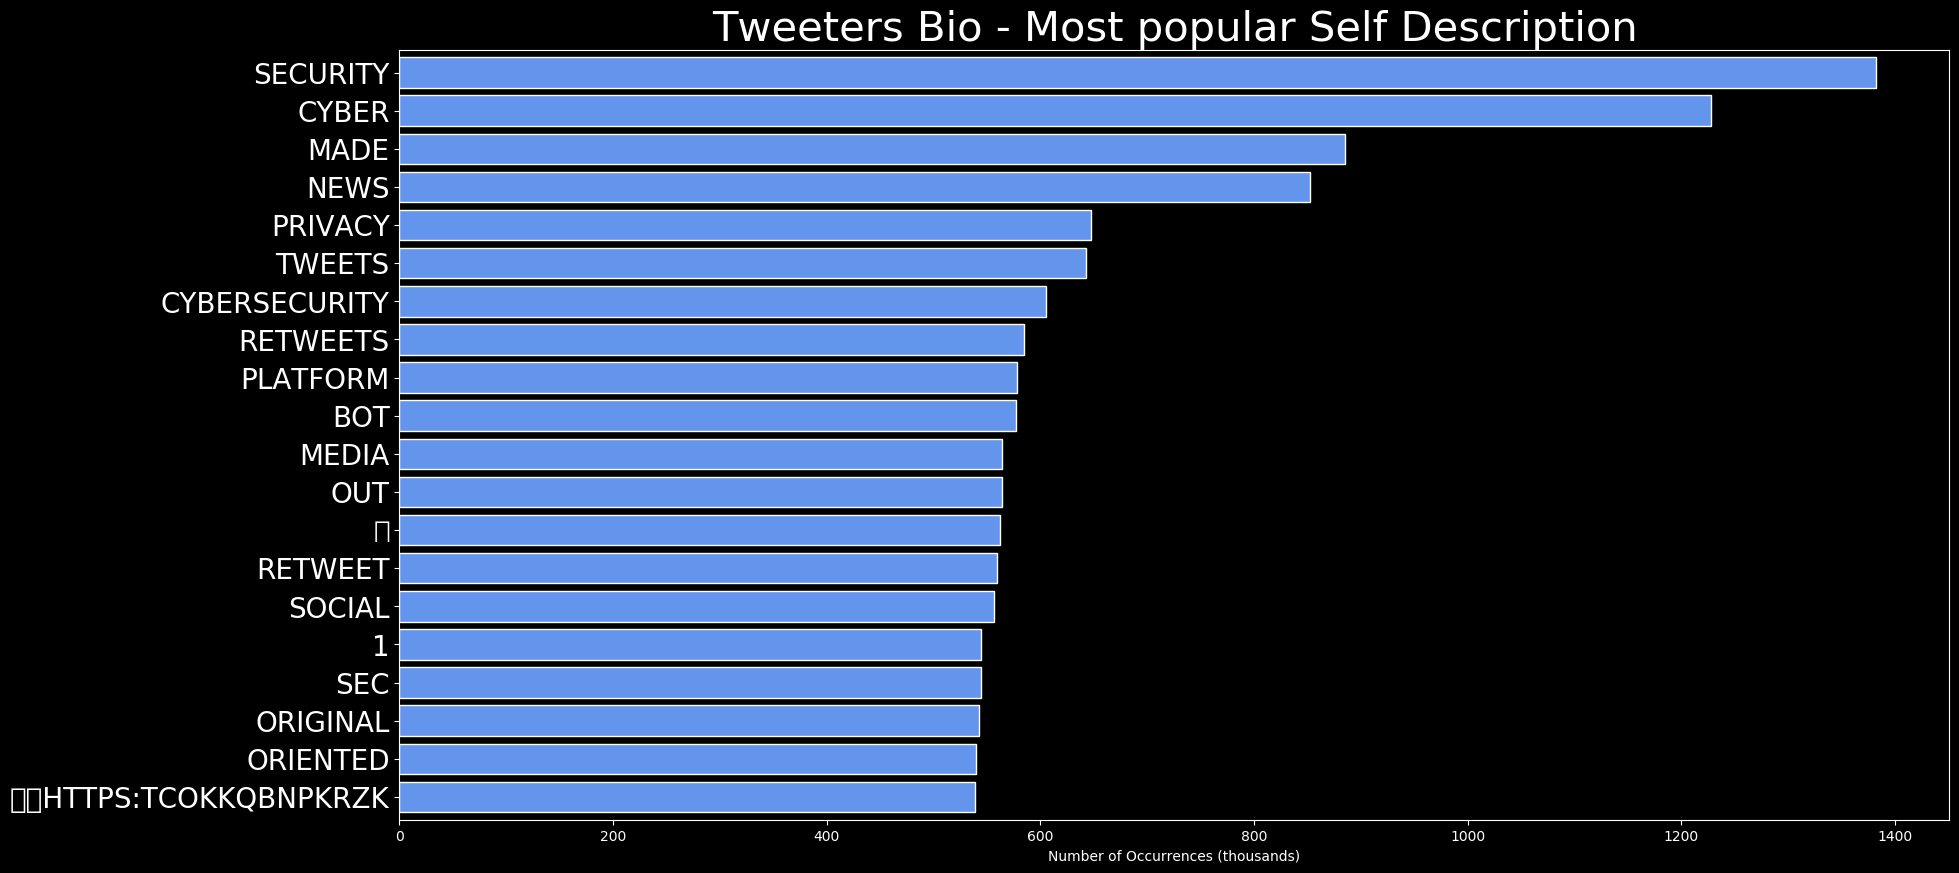 Tweeters Bio - Most popular Self Description
SECURITY
CYBER
MADE
NEWS
PRIVACY
TWEETS
CYBERSECURITY
RETWEETS
PLATFORM
BOT
MEDIA
OUT
RETWEET
SOCIAL
1
SEC
ORIGINAL
ORIENTED
HTTPS:TCOKKQBNPKRZK
0 200 400 600 800 1000 1200 1400
Number of Occurrences (thousands)